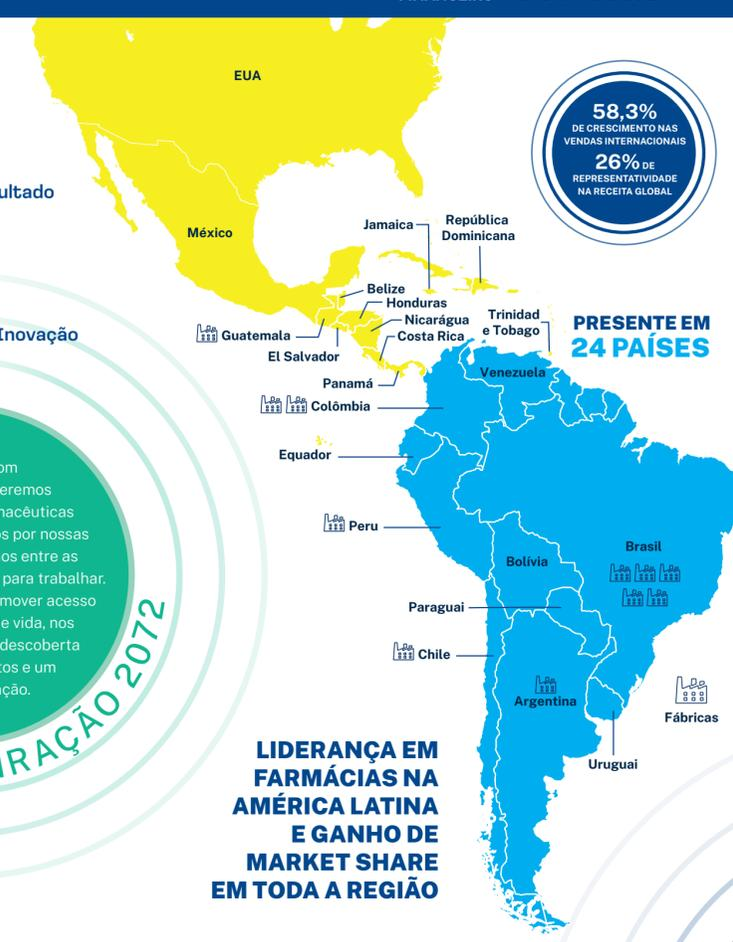 EUA
58,3%
DE CRESCIMENTO NAS
VENDAS INTERNACIONAIS
26% DE
REPRESENTATIVIDADE
NA RECEITA GLOBAL
ultado
México
Jamaica
República
Dominicana
Belize
Honduras
Nicarágua
Costa Rica
Trinidad
e Tobago
PRESENTE EM
24 PAÍSES
Inovação
Guatemala
El Salvador
Panamá
Venezuela
Colômbia
Equador
Peru
Bolívia
Brasil
Paraguai
Chile
Argentina
Fábricas
Uruguai
om
eremos
macêuticas
os por nossas
nos entre as
para trabalhar.
mover acesso
e vida, nos
descoberta
tos e um
ação.
IRAÇÃO 2072
LIDERANÇA EM
FARMÁCIAS NA
AMÉRICA LATINA
E GANHO DE
MARKET SHARE
EM TODA A REGIÃO